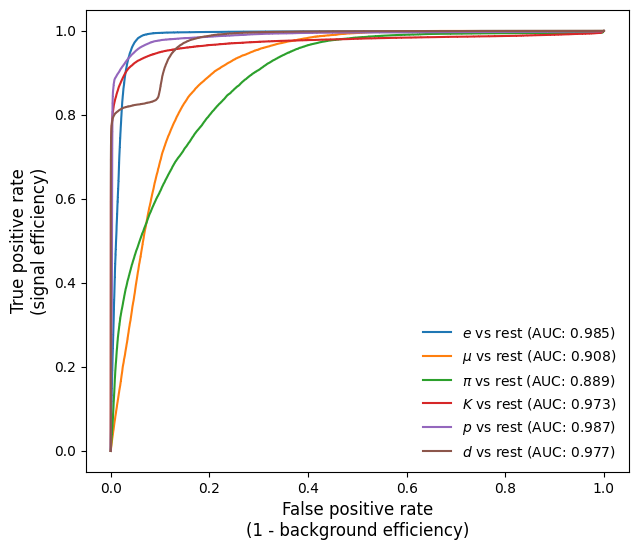 True positive rate
(signal efficiency)
1.0
0.8
0.6
0.4
0.2
0.0
e vs rest (AUC: 0.985)
μ vs rest (AUC: 0.908)
π vs rest (AUC: 0.889)
K vs rest (AUC: 0.973)
p vs rest (AUC: 0.987)
d vs rest (AUC: 0.977)
0.0 0.2 0.4 0.6 0.8 1.0
False positive rate
(1 - background efficiency)